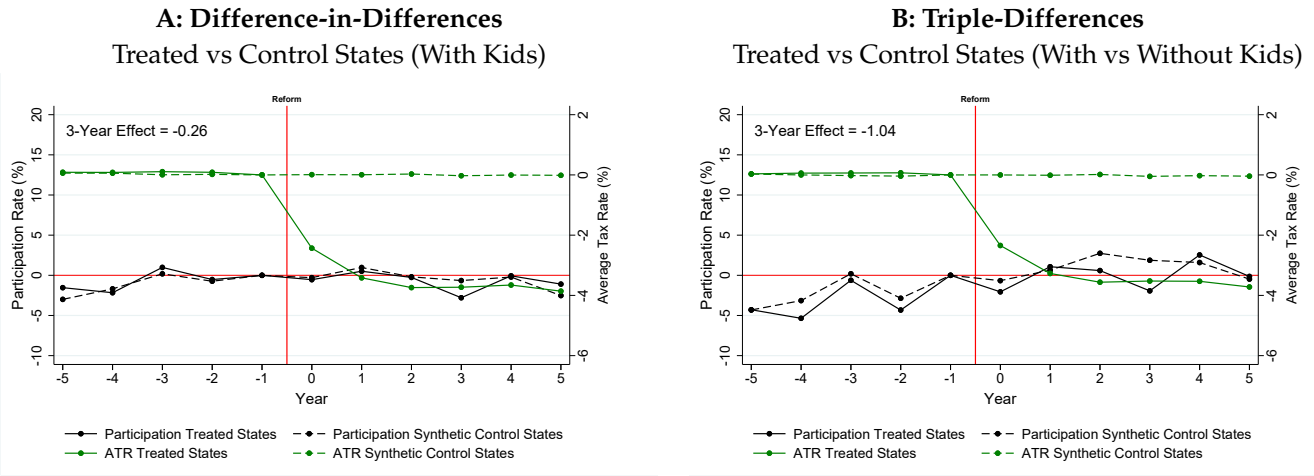 A: Difference-in-Differences
Treated vs Control States (With Kids)
Reform
3-Year Effect = -0.26
Participation Rate (%)
20
15
10
5
0
-5
-10
Average Tax Rate (%)
2
0
-2
-4
-6
-5 -4 -3 -2 -1 0 1 2 3 4 5
Year
Participation Treated States Participation Synthetic Control States
ATR Treated States ATR Synthetic Control States
B: Triple-Differences
Treated vs Control States (With vs Without Kids)
Reform
3-Year Effect = -1.04
Participation Rate (%)
20
15
10
5
0
-5
-10
Average Tax Rate (%)
2
0
-2
-4
-6
-5 -4 -3 -2 -1 0 1 2 3 4 5
Year
Participation Treated States Participation Synthetic Control States
ATR Treated States ATR Synthetic Control States